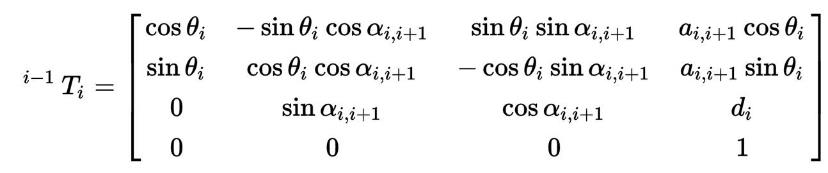 ^{i-1}T_i = \begin{bmatrix} \cos\theta_i & -\sin\theta_i \cos\alpha_{i,i+1} & \sin\theta_i \sin\alpha_{i,i+1} & a_{i,i+1} \cos\theta_i \\
\sin\theta_i & \cos\theta_i \cos\alpha_{i,i+1} & -\cos\theta_i \sin\alpha_{i,i+1} & a_{i,i+1} \sin\theta_i \\
0 & \sin\alpha_{i,i+1} & \cos\alpha_{i,i+1} & d_i \\
0 & 0 & 0 & 1 \end{bmatrix}